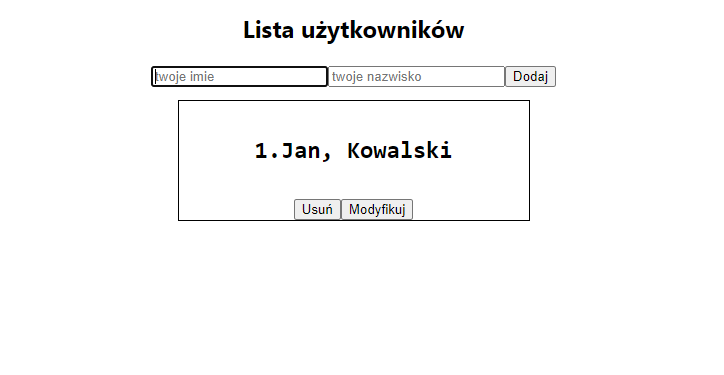 Lista użytkowników
twoje imie twoje nazwisko Dodaj
1.Jan, Kowalski
Usuń Modyfikuj